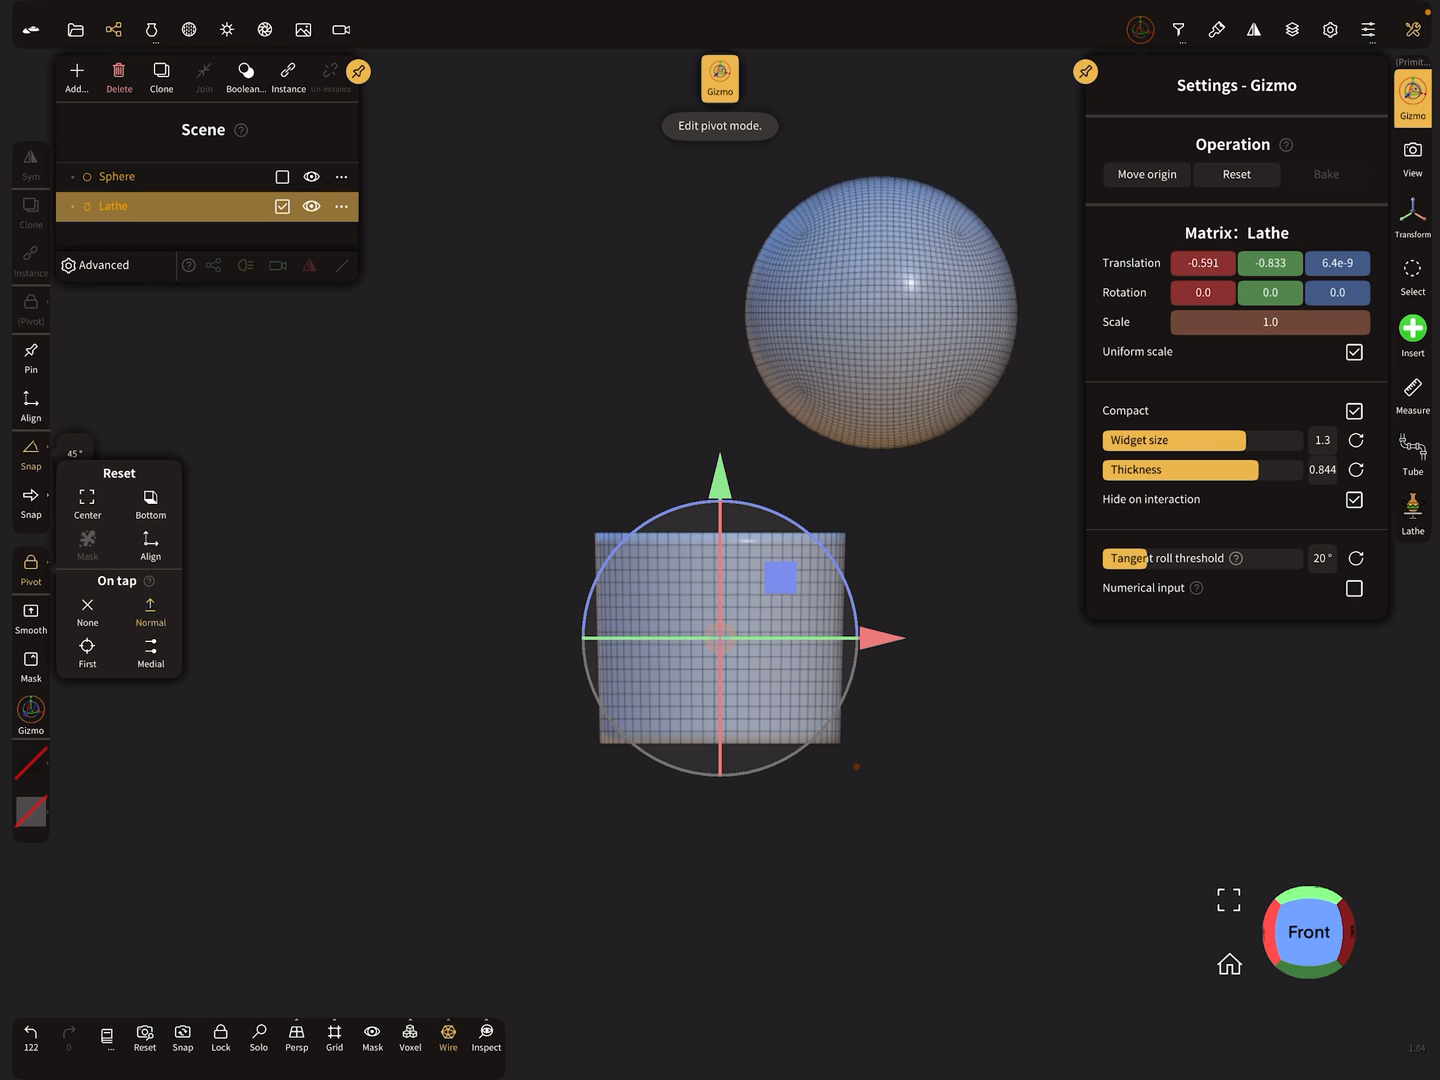 Add...
Delete
Clone
Join
Boolean...
Instance
Un-instance
Scene
Sphere
Lathe
Advanced
Gizmo
Edit pivot mode.
Settings - Gizmo
Operation
Move origin
Reset
Bake
Matrix: Lathe
Translation -0.591 -0.833 6.4e-9
Rotation 0.0 0.0 0.0
Scale 1.0
Uniform scale
Compact
Widget size 1.3
Thickness 0.844
Hide on interaction
Tangent roll threshold 20°
Numerical input
(Primit...
Gizmo
View
Transform
Select
Insert
Measure
Tube
Lathe
Sym
Clone
Instance
(Pivot)
Pin
Align
Snap
Snap
Pivot
Smooth
Mask
Gizmo
45°
Reset
Center
Bottom
Mask
Align
On tap
None
Normal
First
Medial
Front
122
0
...
Reset
Snap
Lock
Solo
Persp
Grid
Mask
Voxel
Wire
Inspect
1.84